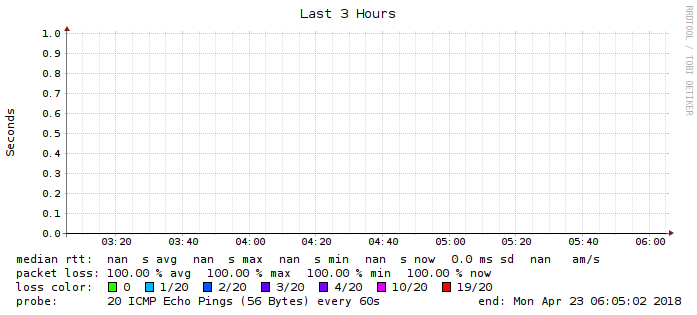 Last 3 Hours
RRDTOOL / TOBI OETIKER
Seconds
1.0
0.9
0.8
0.7
0.6
0.5
0.4
0.3
0.2
0.1
0.0
03:20 03:40 04:00 04:20 04:40 05:00 05:20 05:40 06:00
median rtt: nan s avg nan s max nan s min nan s now 0.0 ms sd nan am/s
packet loss: 100.00 % avg 100.00 % max 100.00 % min 100.00 % now
loss color: 0 1/20 2/20 3/20 4/20 10/20 19/20
probe: 20 ICMP Echo Pings (56 Bytes) every 60s end: Mon Apr 23 06:05:02 2018